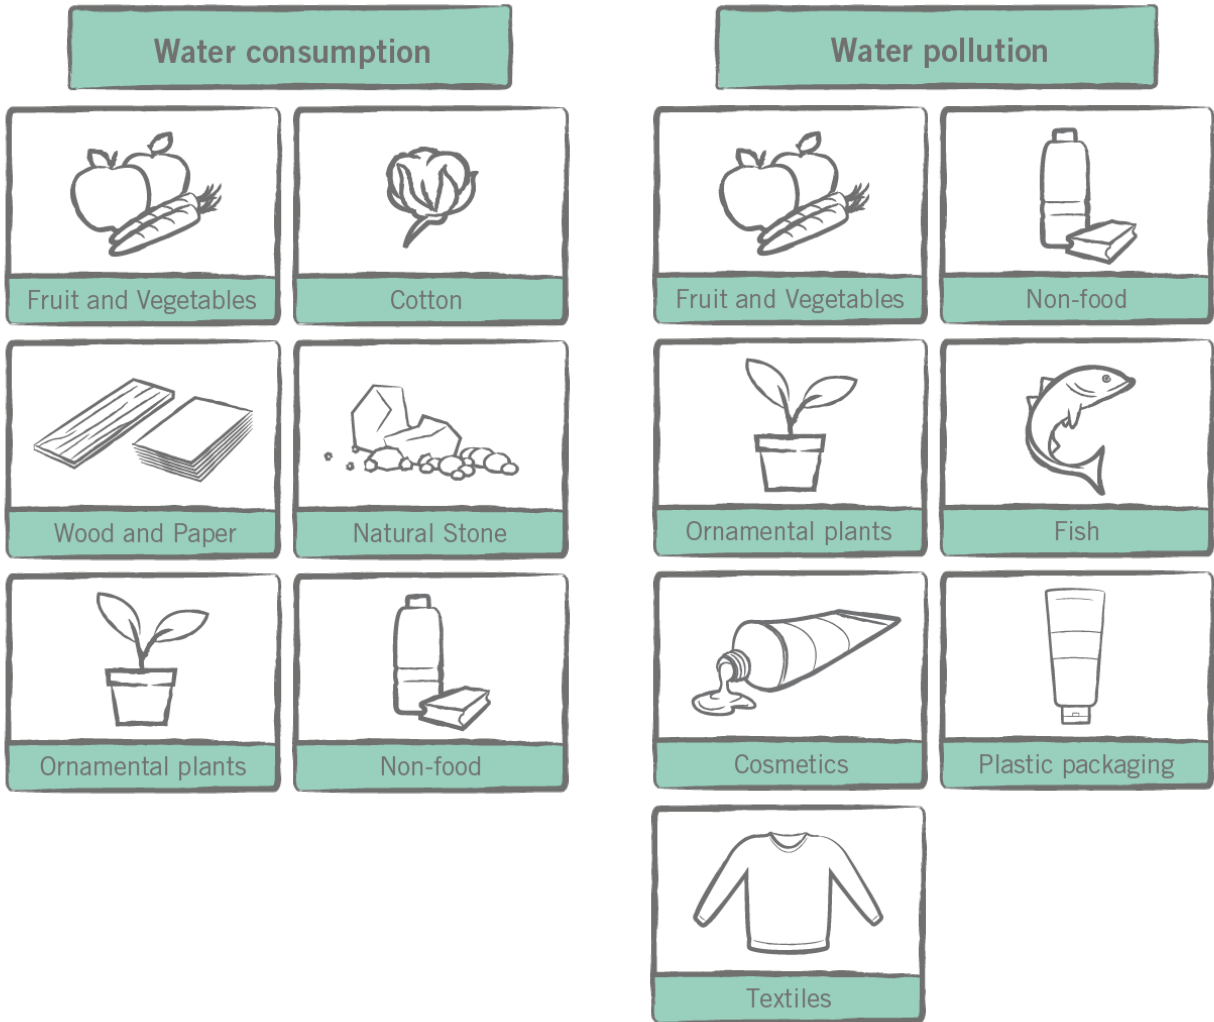 Water consumption
Fruit and Vegetables
Cotton
Wood and Paper
Natural Stone
Ornamental plants
Non-food
Water pollution
Fruit and Vegetables
Non-food
Ornamental plants
Fish
Cosmetics
Plastic packaging
Textiles